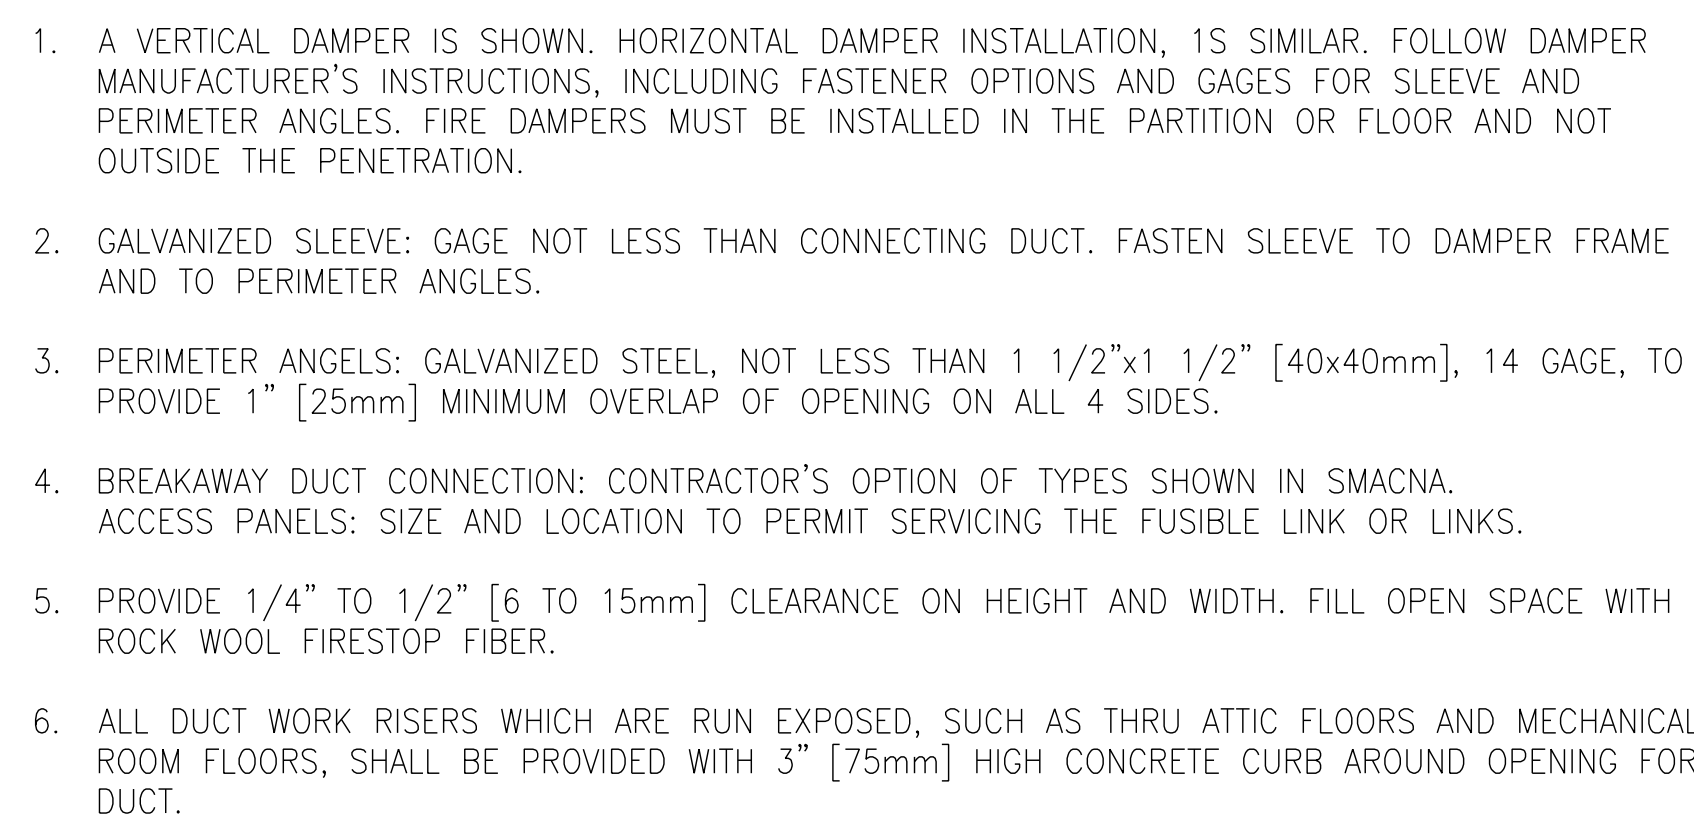 1. A VERTICAL DAMPER IS SHOWN. HORIZONTAL DAMPER INSTALLATION, 1S SIMILAR. FOLLOW DAMPER
MANUFACTURER'S INSTRUCTIONS, INCLUDING FASTENER OPTIONS AND GAGES FOR SLEEVE AND
PERIMETER ANGLES. FIRE DAMPERS MUST BE INSTALLED IN THE PARTITION OR FLOOR AND NOT
OUTSIDE THE PENETRATION.
2. GALVANIZED SLEEVE: GAGE NOT LESS THAN CONNECTING DUCT. FASTEN SLEEVE TO DAMPER FRAME
AND TO PERIMETER ANGLES.
3. PERIMETER ANGELS: GALVANIZED STEEL, NOT LESS THAN 1 1/2"x1 1/2" [40x40mm], 14 GAGE, TO
PROVIDE 1" [25mm] MINIMUM OVERLAP OF OPENING ON ALL 4 SIDES.
4. BREAKAWAY DUCT CONNECTION: CONTRACTOR'S OPTION OF TYPES SHOWN IN SMACNA.
ACCESS PANELS: SIZE AND LOCATION TO PERMIT SERVICING THE FUSIBLE LINK OR LINKS.
5. PROVIDE 1/4" TO 1/2" [6 TO 15mm] CLEARANCE ON HEIGHT AND WIDTH. FILL OPEN SPACE WITH
ROCK WOOL FIRESTOP FIBER.
6. ALL DUCT WORK RISERS WHICH ARE RUN EXPOSED, SUCH AS THRU ATTIC FLOORS AND MECHANICAL
ROOM FLOORS, SHALL BE PROVIDED WITH 3" [75mm] HIGH CONCRETE CURB AROUND OPENING FOR
DUCT.